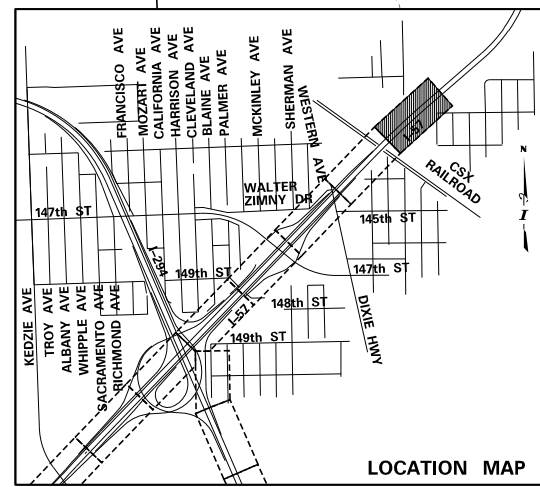 FRANCISCO AVE
MOZART AVE
CALIFORNIA AVE
HARRISON AVE
CLEVELAND AVE
BLAINE AVE
PALMER AVE
MCKINLEY AVE
SHERMAN AVE
WESTERN AVE
I-57
CSX
RAILROAD
N
WALTER
ZIMNY DR
147th ST
145th ST
I-294
149th ST
147th ST
148th ST
I-57
149th ST
DIXIE HWY
KEDZIE AVE
TROY AVE
ALBANY AVE
WHIPPLE AVE
SACRAMENTO AVE
RICHMOND AVE
LOCATION MAP